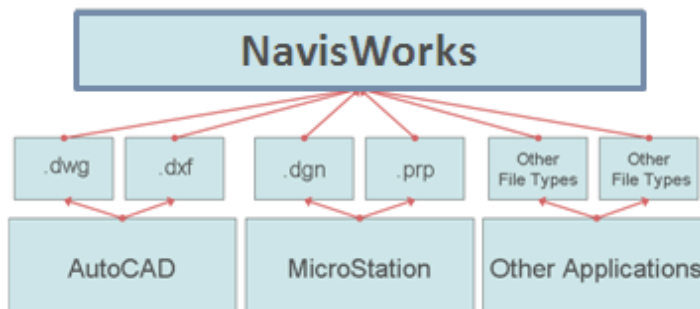 NavisWorks
.dwg
.dxf
.dgn
.prp
Other
File Types
Other
File Types
AutoCAD
MicroStation
Other Applications